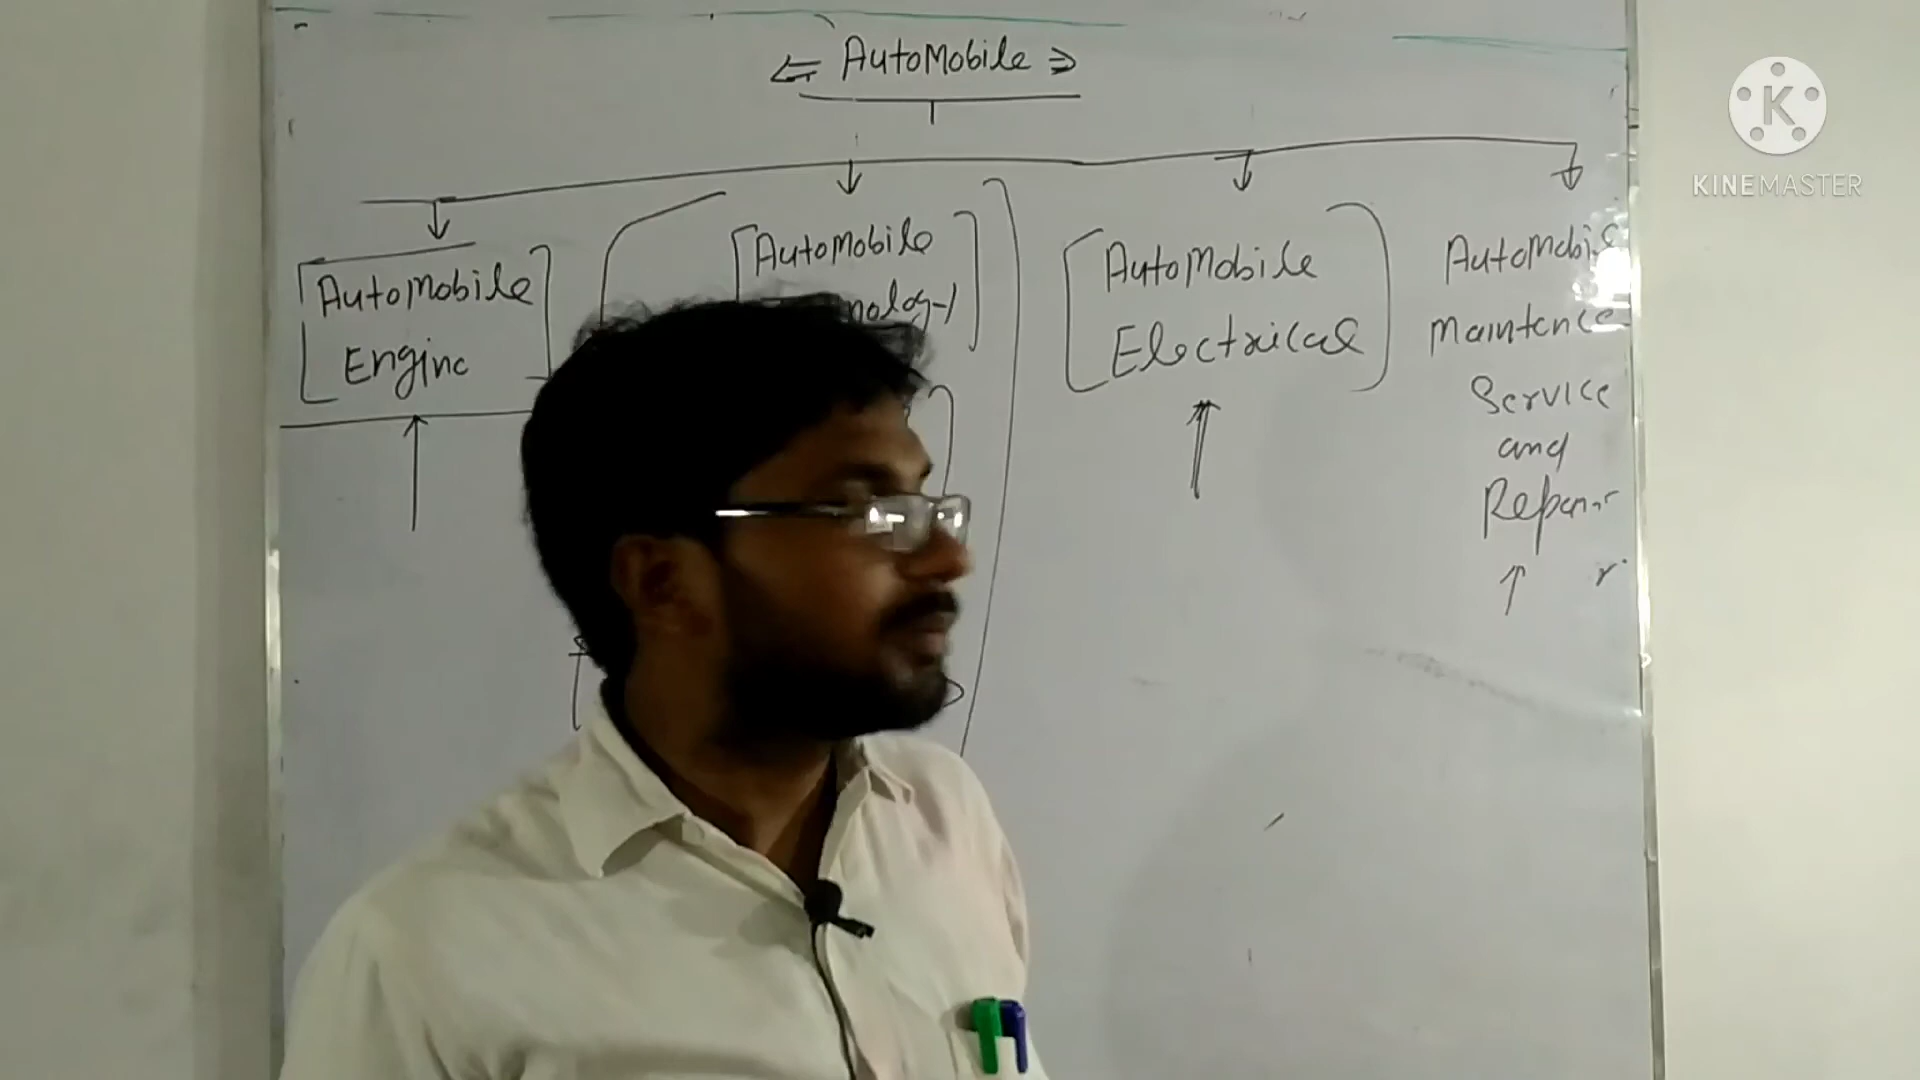 AutoMobile
AutoMobile
Engine
AutoMobile
AutoMobile
Electrical
AutoMobile
Maintence
Service
and
Repair
KINEMASTER